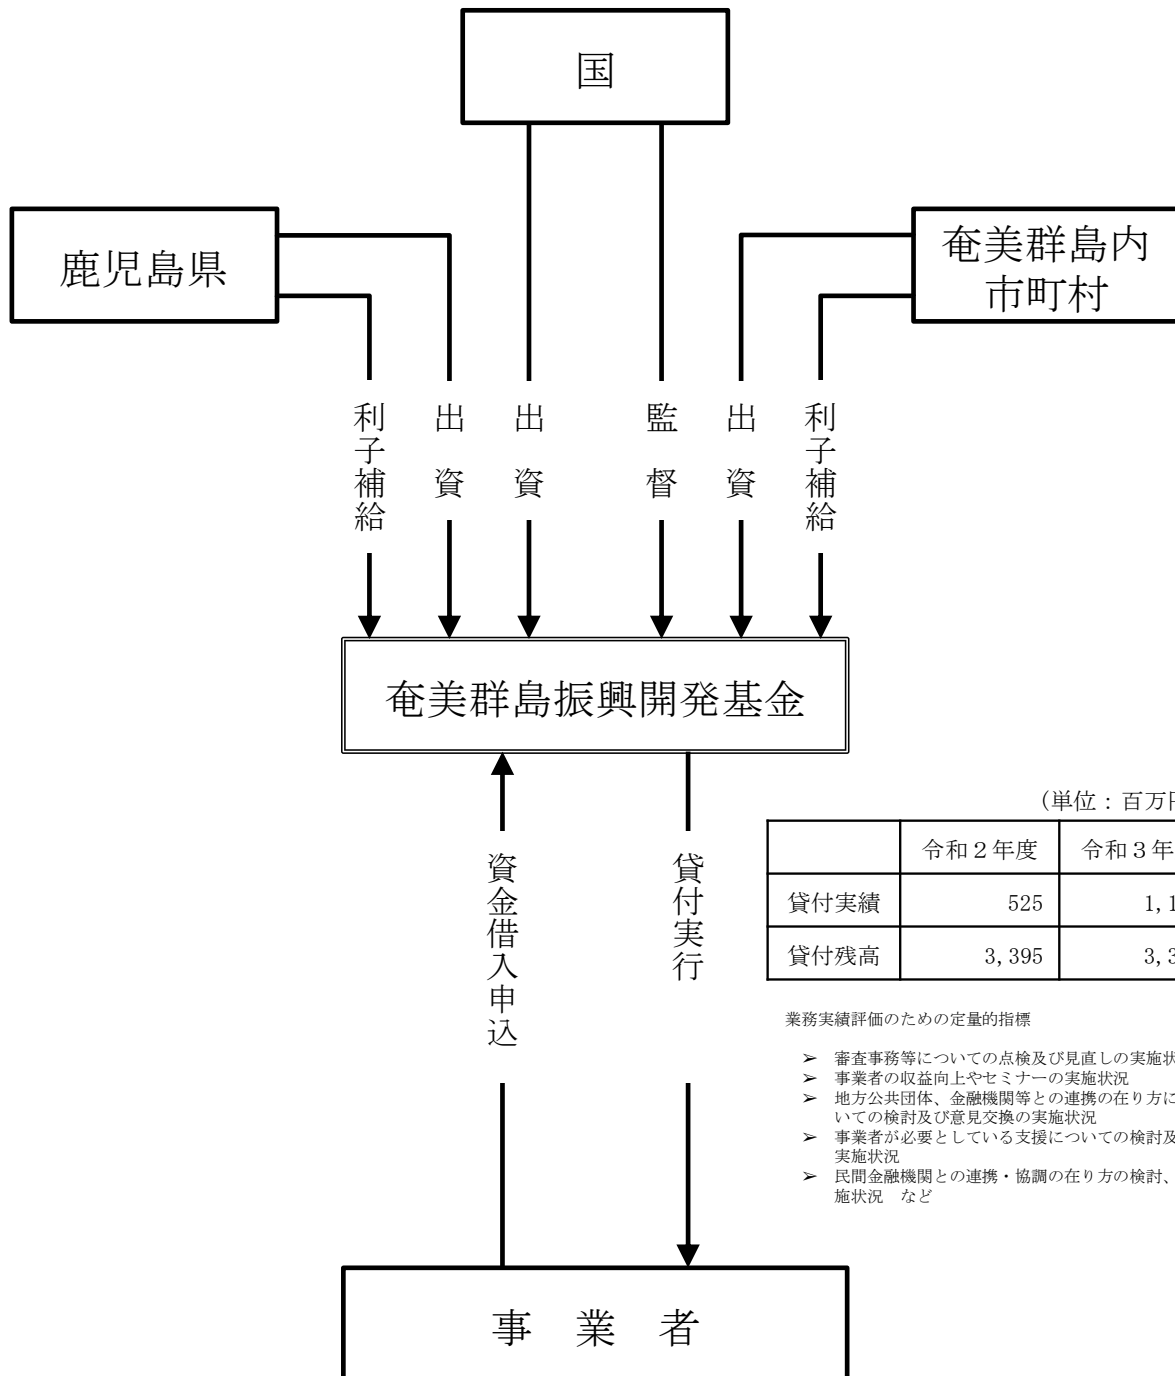 国
鹿児島県
奄美群島内
市町村
利子補給
出資
出資
監督
出資
利子補給
奄美群島振興開発基金
資金借入申込
貸付実行
(単位：百万円
令和２年度 令和３年
貸付実績 525 1,1
貸付残高 3,395 3,3
業務実績評価のための定量的指標
➢ 審査事務等についての点検及び見直しの実施状
➢ 事業者の収益向上やセミナーの実施状況
➢ 地方公共団体、金融機関等との連携の在り方に
いての検討及び意見交換の実施状況
➢ 事業者が必要としている支援についての検討及
実施状況
➢ 民間金融機関との連携・協調の在り方の検討、
施状況　など
事　業　者